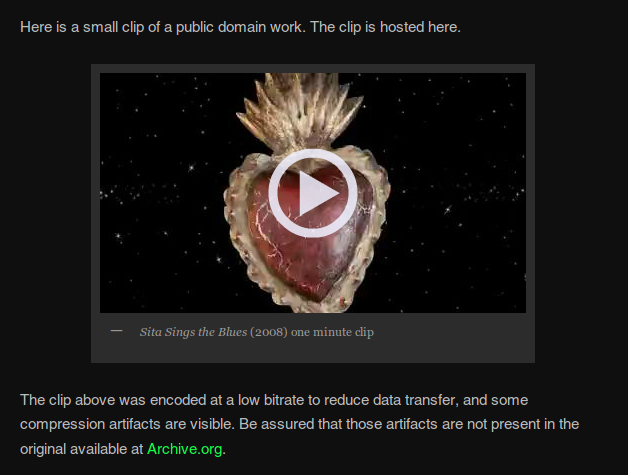 Here is a small clip of a public domain work. The clip is hosted here.
— Sita Sings the Blues (2008) one minute clip
The clip above was encoded at a low bitrate to reduce data transfer, and some
compression artifacts are visible. Be assured that those artifacts are not present in the
original available at Archive.org.